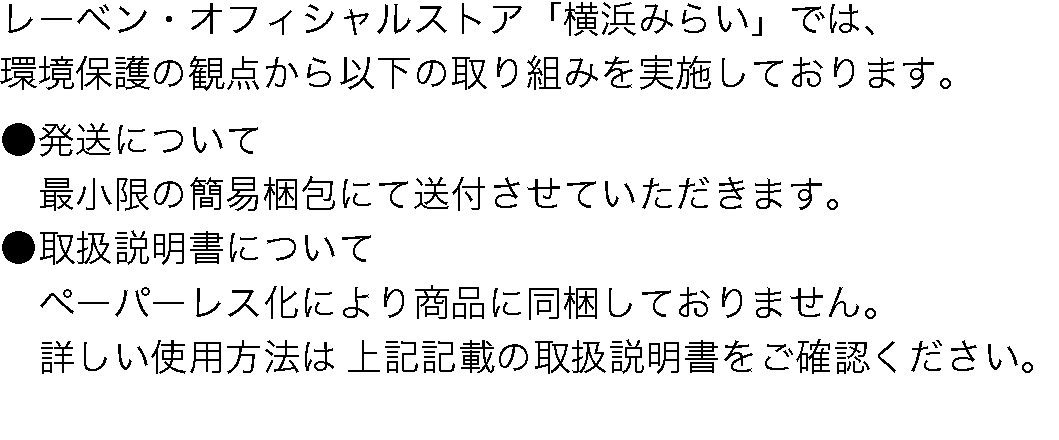 レーベン・オフィシャルストア「横浜みらい」では、
環境保護の観点から以下の取り組みを実施しております。
●発送について
最小限の簡易梱包にて送付させていただきます。
●取扱説明書について
ペーパーレス化により商品に同梱しておりません。
詳しい使用方法は 上記記載の取扱説明書をご確認ください。